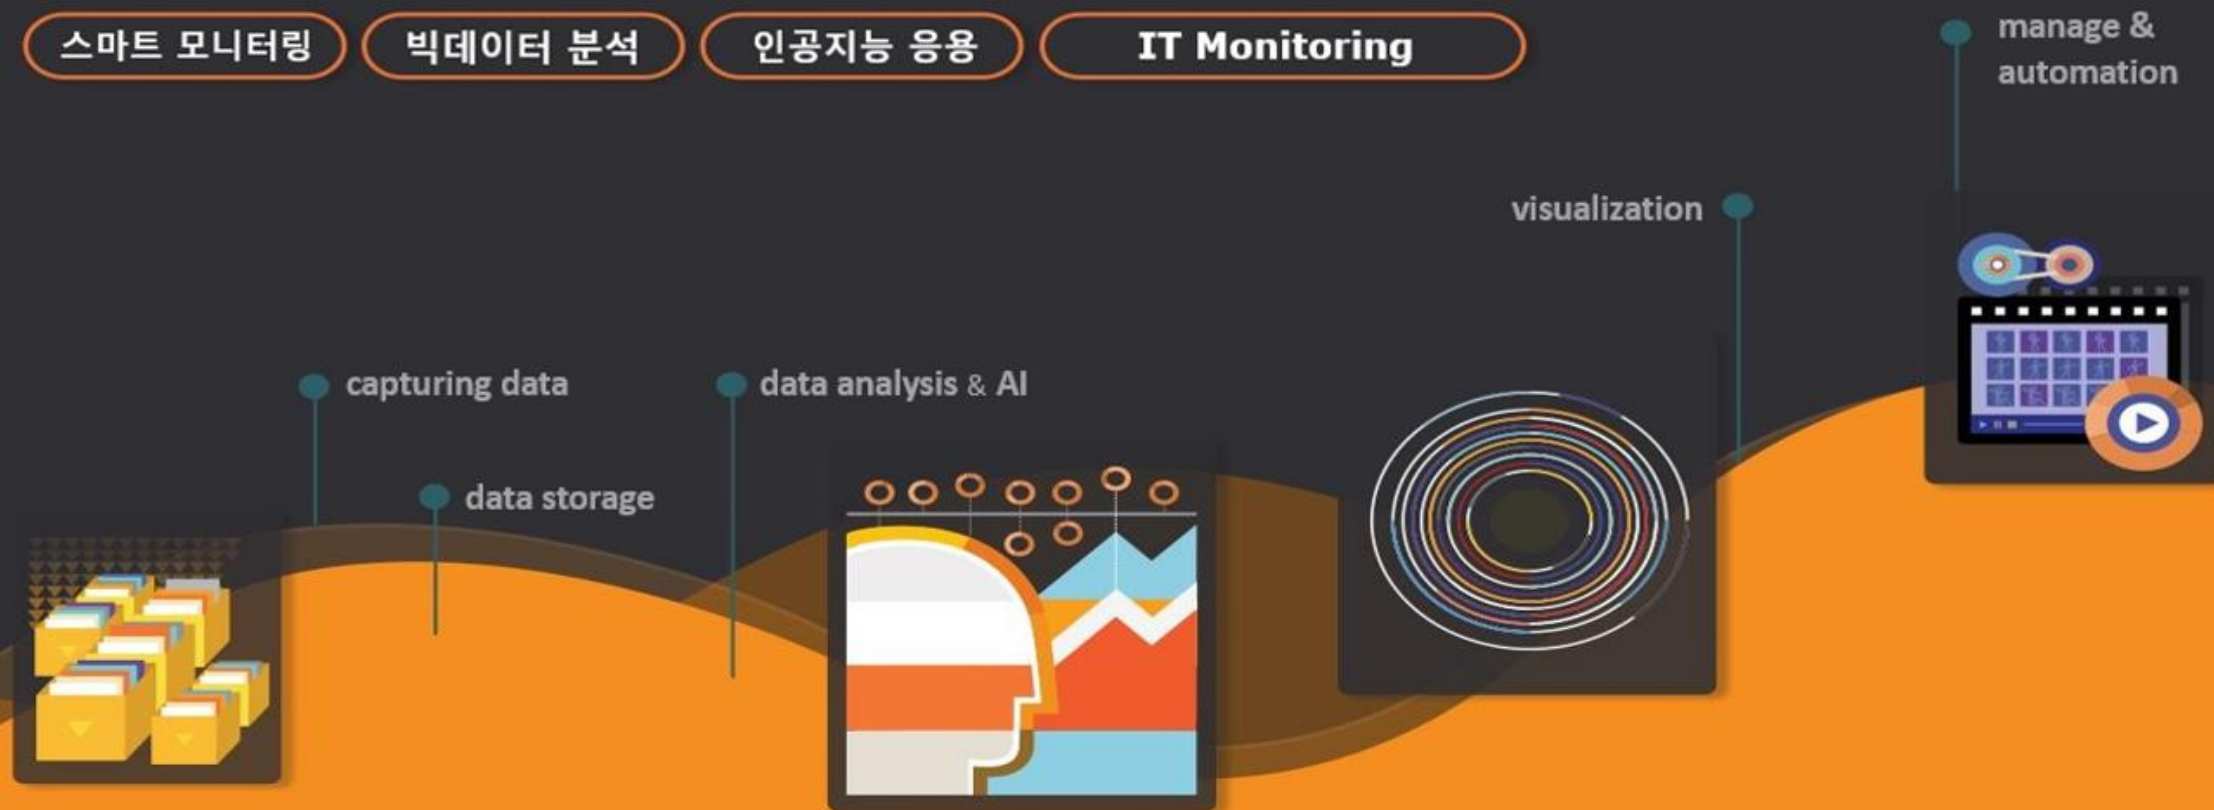 스마트 모니터링
빅데이터 분석
인공지능 응용
IT Monitoring
manage &
automation
visualization
capturing data
data analysis & AI
data storage